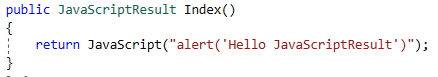 public JavaScriptResult Index()
{
return JavaScript("alert('Hello JavaScriptResult')");
}